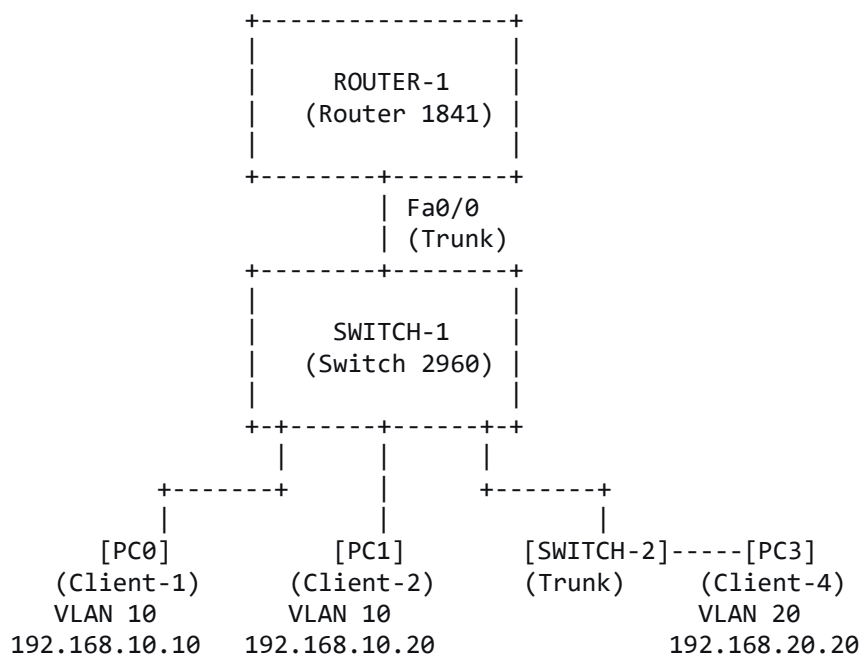 ROUTER-1
(Router 1841)
Fa0/0
(Trunk)
SWITCH-1
(Switch 2960)
[PC0] [PC1] [SWITCH-2]-----[PC3]
(Client-1) (Client-2) (Trunk) (Client-4)
VLAN 10 VLAN 10 VLAN 20
192.168.10.10 192.168.10.20 192.168.20.20